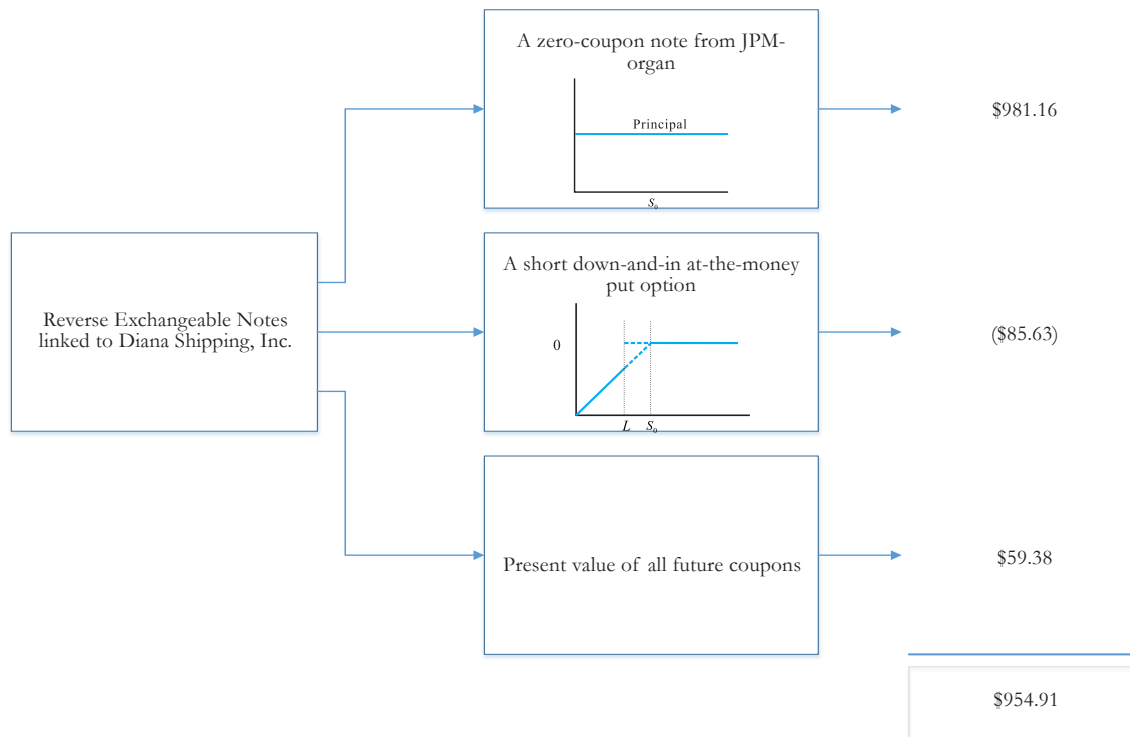 A zero-coupon note from JPM-
organ
Principal
S₀
$981.16
Reverse Exchangeable Notes
linked to Diana Shipping, Inc.
A short down-and-in at-the-money
put option
0
L S₀
($85.63)
Present value of all future coupons
$59.38
$954.91